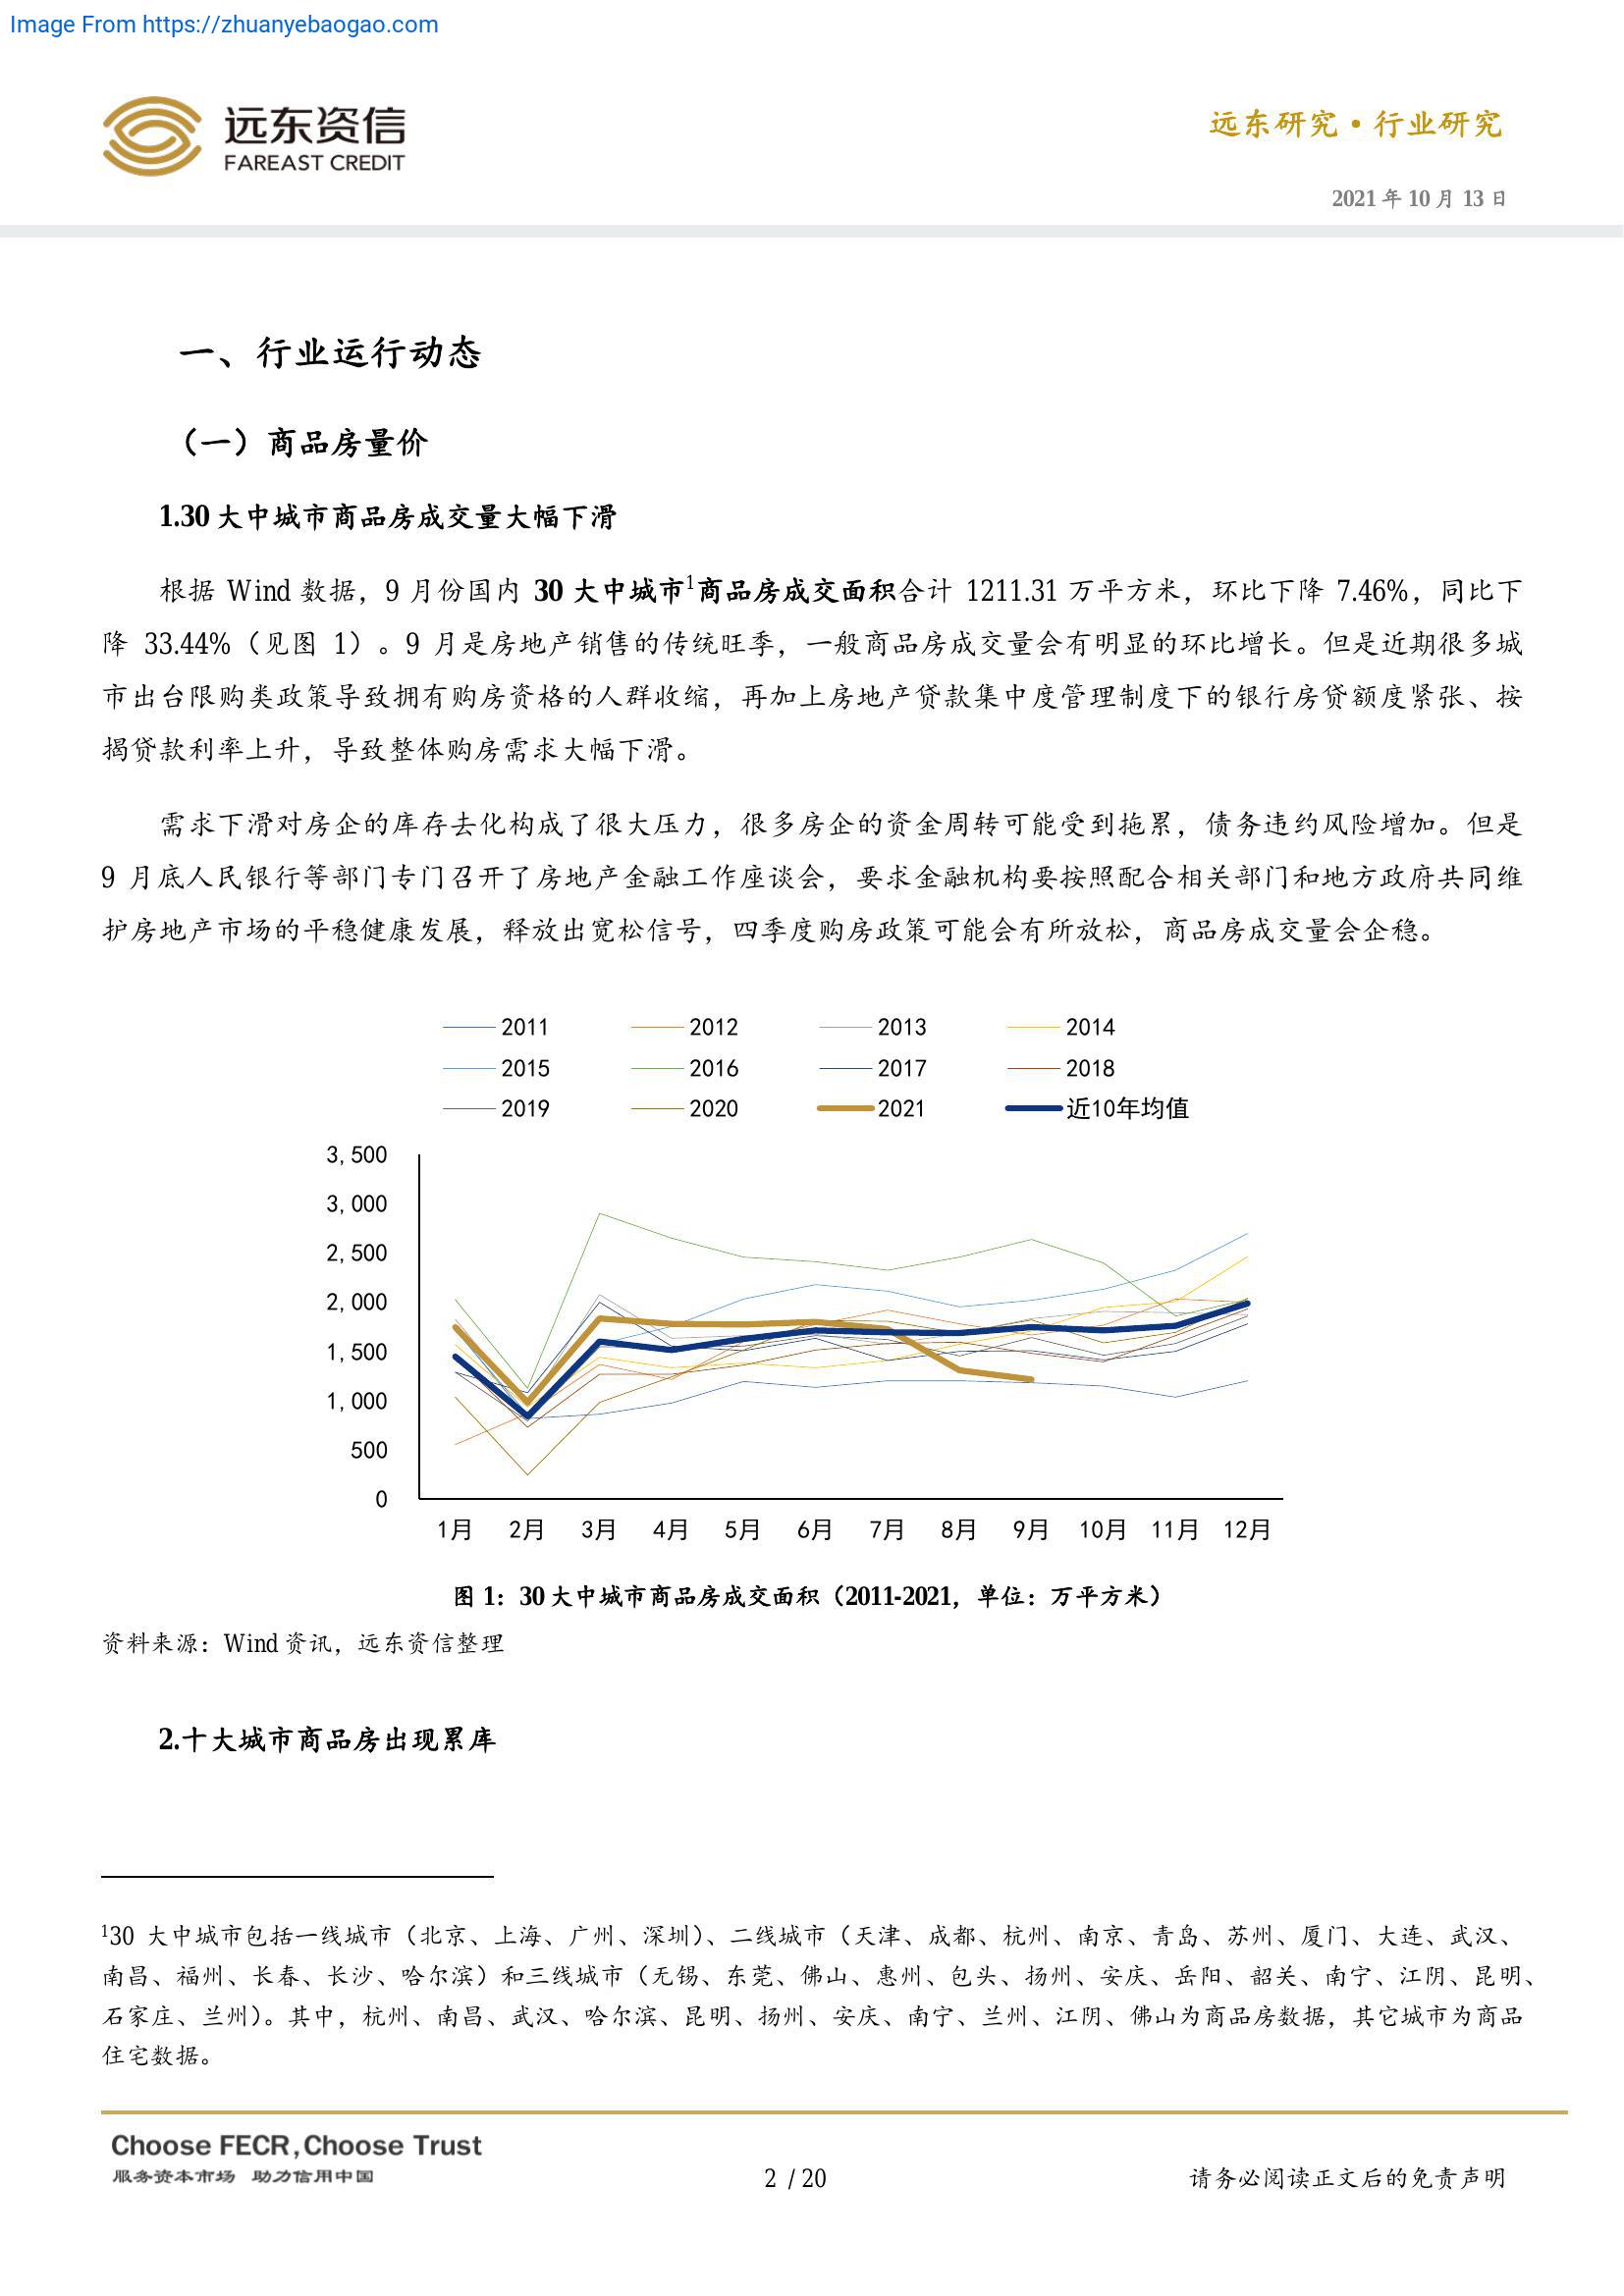 Image From https://zhuanyebaogao.com
远东资信
FAREAST CREDIT
远东研究·行业研究
2021 年 10 月 13 日
一、行业运行动态
（一）商品房量价
1.30 大中城市商品房成交量大幅下滑
根据 Wind 数据，9 月份国内 30 大中城市¹商品房成交面积合计 1211.31 万平方米，环比下降 7.46%，同比下
降 33.44%（见图 1）。9 月是房地产销售的传统旺季，一般商品房成交量会有明显的环比增长。但是近期很多城
市出台限购类政策导致拥有购房资格的人群收缩，再加上房地产贷款集中度管理制度下的银行房贷额度紧张、按
揭贷款利率上升，导致整体购房需求大幅下滑。
需求下滑对房企的库存去化构成了很大压力，很多房企的资金周转可能受到拖累，债务违约风险增加。但是
9 月底人民银行等部门专门召开了房地产金融工作座谈会，要求金融机构要按照配合相关部门和地方政府共同维
护房地产市场的平稳健康发展，释放出宽松信号，四季度购房政策可能会有所放松，商品房成交量会企稳。
2011 2012 2013 2014
2015 2016 2017 2018
2019 2020 2021 近10年均值
3,500
3,000
2,500
2,000
1,500
1,000
500
0
1月 2月 3月 4月 5月 6月 7月 8月 9月 10月 11月 12月
图 1：30 大中城市商品房成交面积（2011-2021，单位：万平方米）
资料来源：Wind 资讯，远东资信整理
2.十大城市商品房出现累库
¹30 大中城市包括一线城市（北京、上海、广州、深圳）、二线城市（天津、成都、杭州、南京、青岛、苏州、厦门、大连、武汉、
南昌、福州、长春、长沙、哈尔滨）和三线城市（无锡、东莞、佛山、惠州、包头、扬州、安庆、岳阳、韶关、南宁、江阴、昆明、
石家庄、兰州）。其中，杭州、南昌、武汉、哈尔滨、昆明、扬州、安庆、南宁、兰州、江阴、佛山为商品房数据，其它城市为商品
住宅数据。
Choose FECR,Choose Trust
服务资本市场 助力信用中国
2 / 20
请务必阅读正文后的免责声明